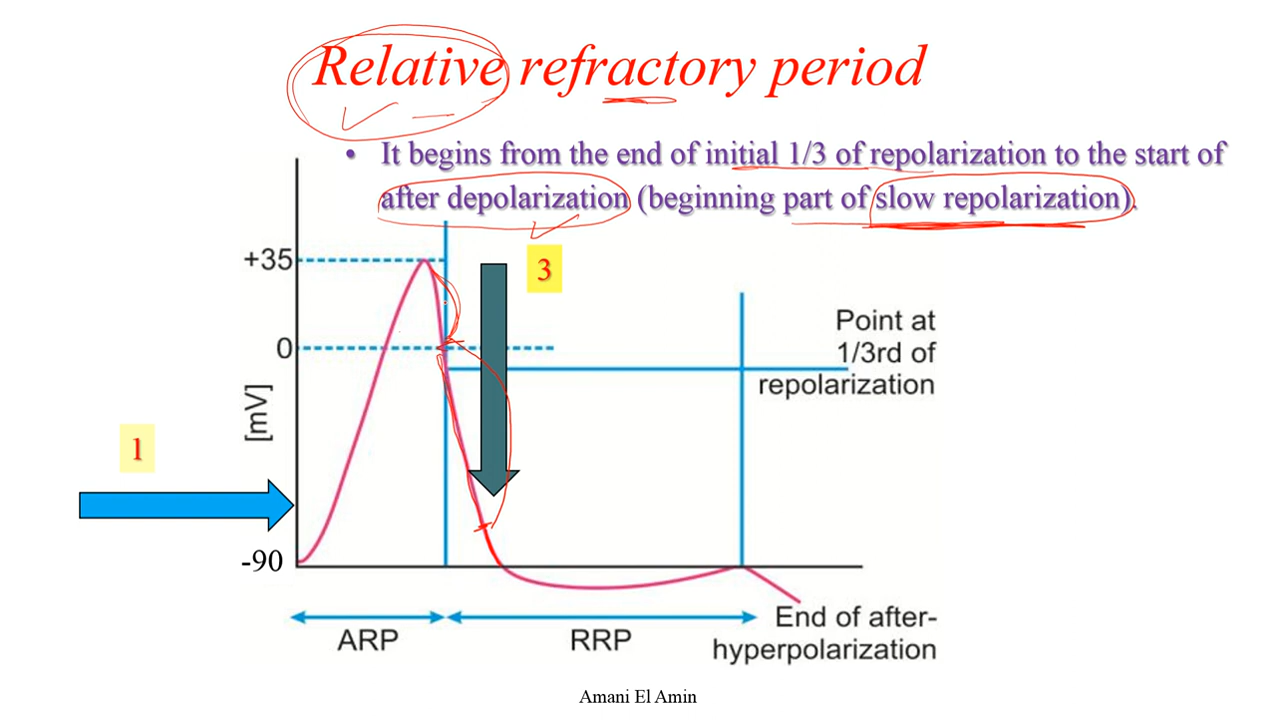 Relative refractory period
• It begins from the end of initial 1/3 of repolarization to the start of
after depolarization (beginning part of slow repolarization).
+35
3
0
Point at
1/3rd of
repolarization
[mV]
1
-90
ARP
RRP
End of after-
hyperpolarization
Amani El Amin